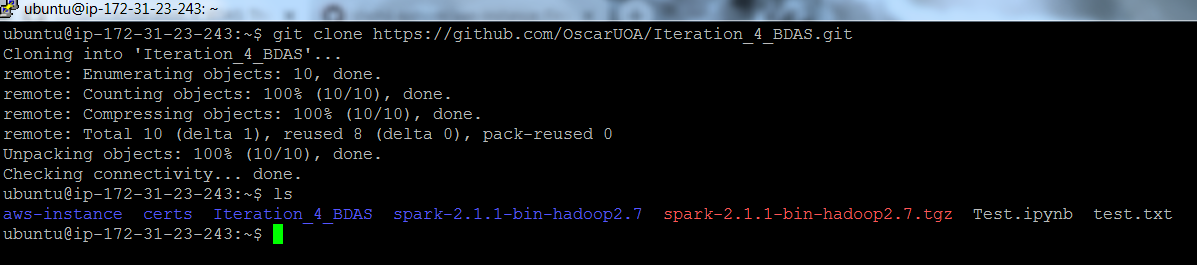 ubuntu@ip-172-31-23-243: ~
ubuntu@ip-172-31-23-243:~$ git clone https://github.com/OscarUOA/Iteration_4_BDAS.git
Cloning into 'Iteration_4_BDAS'...
remote: Enumerating objects: 10, done.
remote: Counting objects: 100% (10/10), done.
remote: Compressing objects: 100% (10/10), done.
remote: Total 10 (delta 1), reused 8 (delta 0), pack-reused 0
Unpacking objects: 100% (10/10), done.
Checking connectivity... done.
ubuntu@ip-172-31-23-243:~$ ls
aws-instance  certs  Iteration_4_BDAS  spark-2.1.1-bin-hadoop2.7  spark-2.1.1-bin-hadoop2.7.tgz  Test.ipynb  test.txt
ubuntu@ip-172-31-23-243:~$